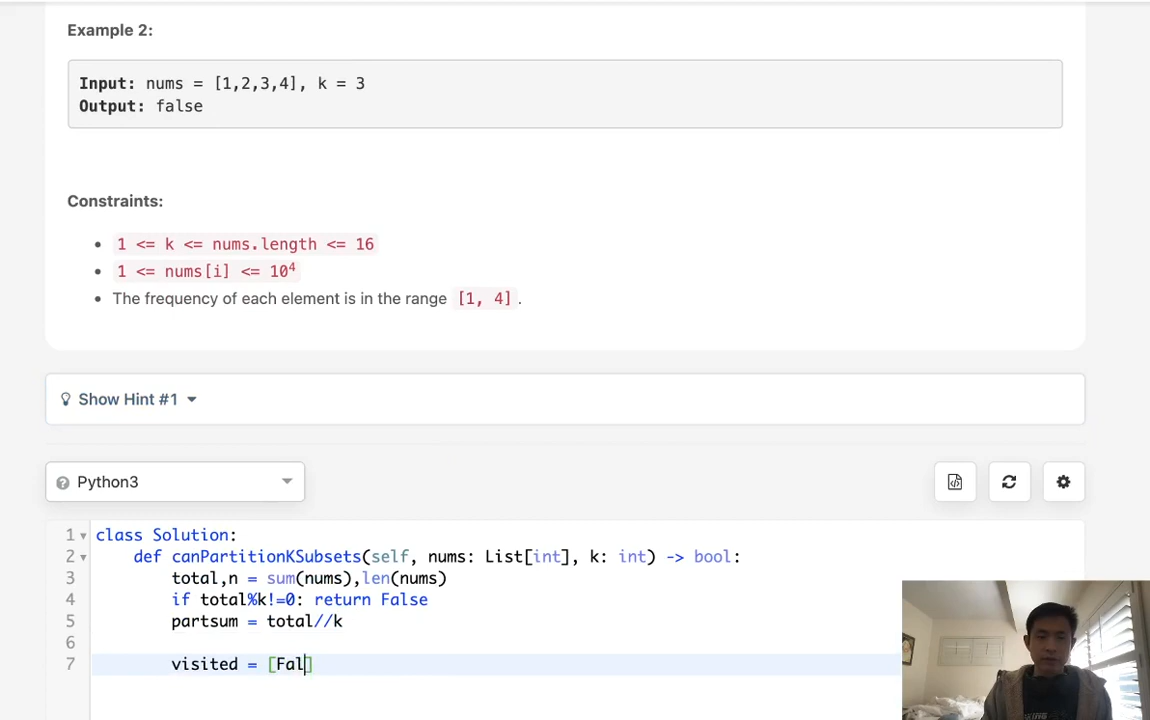 Example 2:
Input: nums = [1,2,3,4], k = 3
Output: false
Constraints:
• 1 <= k <= nums.length <= 16
• 1 <= nums[i] <= 10⁴
• The frequency of each element is in the range [1, 4].
Show Hint #1
Python3
1 class Solution:
2 def canPartitionKSubsets(self, nums: List[int], k: int) -> bool:
3 total,n = sum(nums),len(nums)
4 if total%k!=0: return False
5 partsum = total//k
6
7 visited = [Fal]